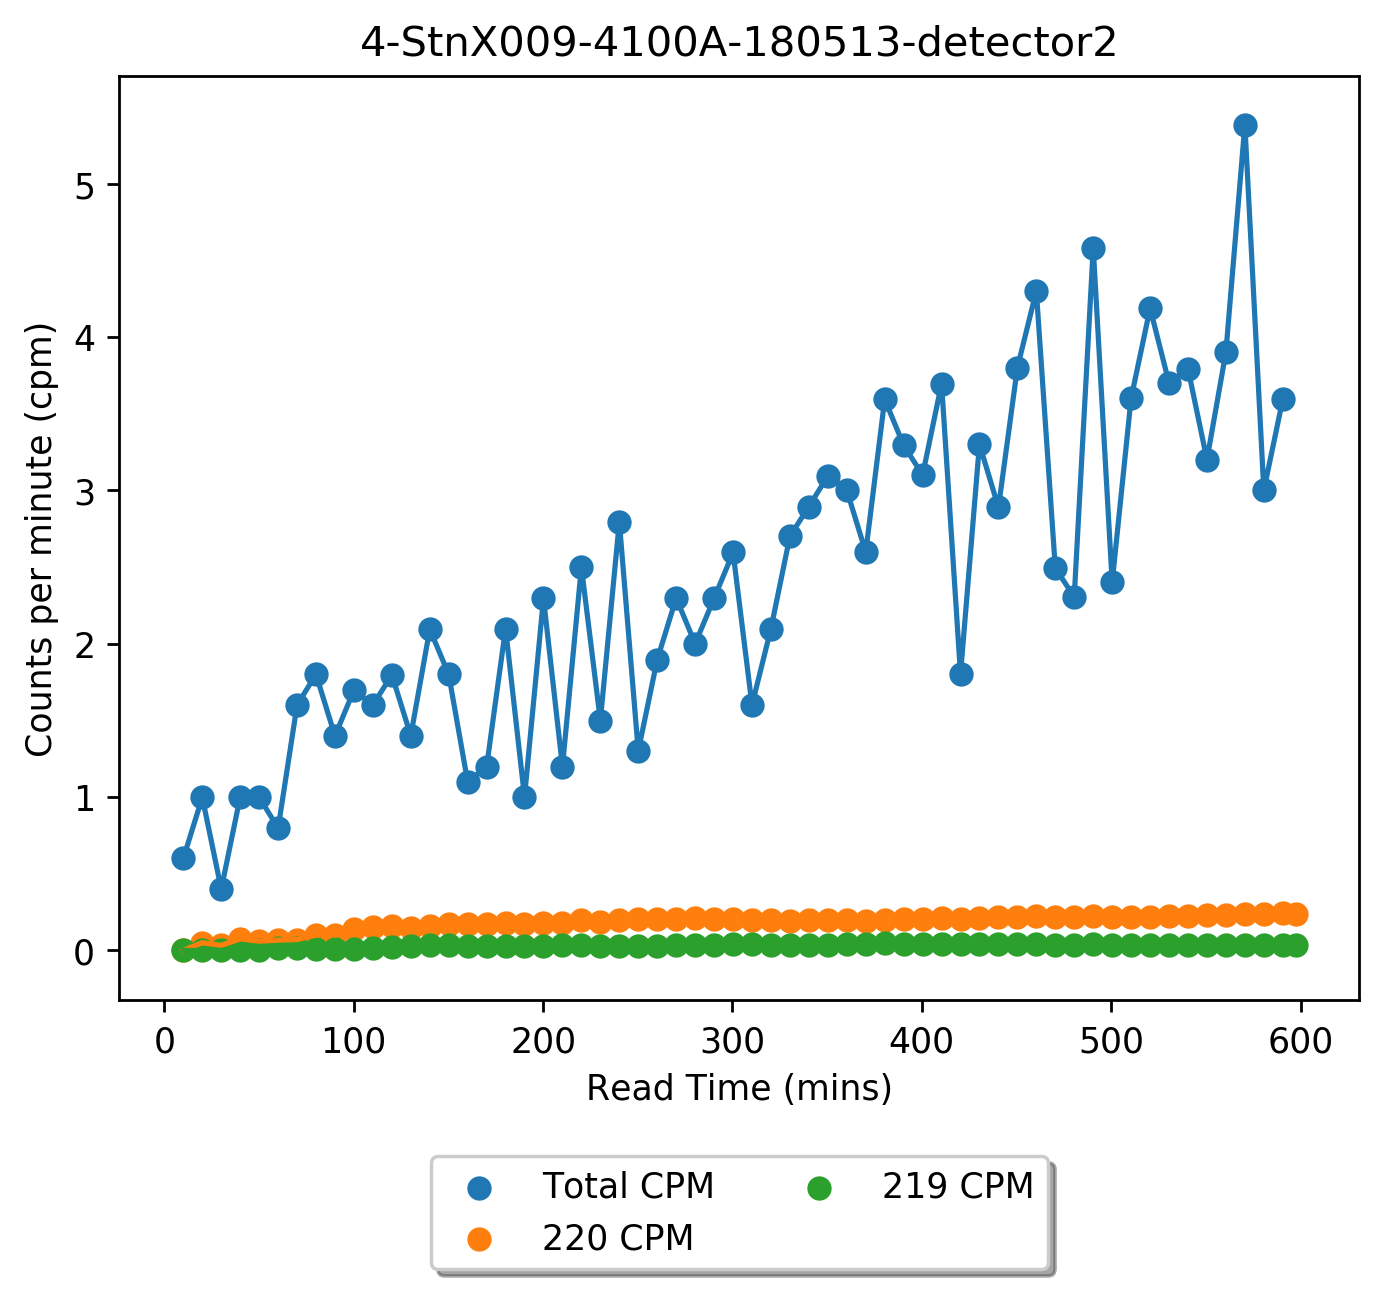 4-StnX009-4100A-180513-detector2
Counts per minute (cpm)
5
4
3
2
1
0
0 100 200 300 400 500 600
Read Time (mins)
Total CPM 219 CPM
220 CPM